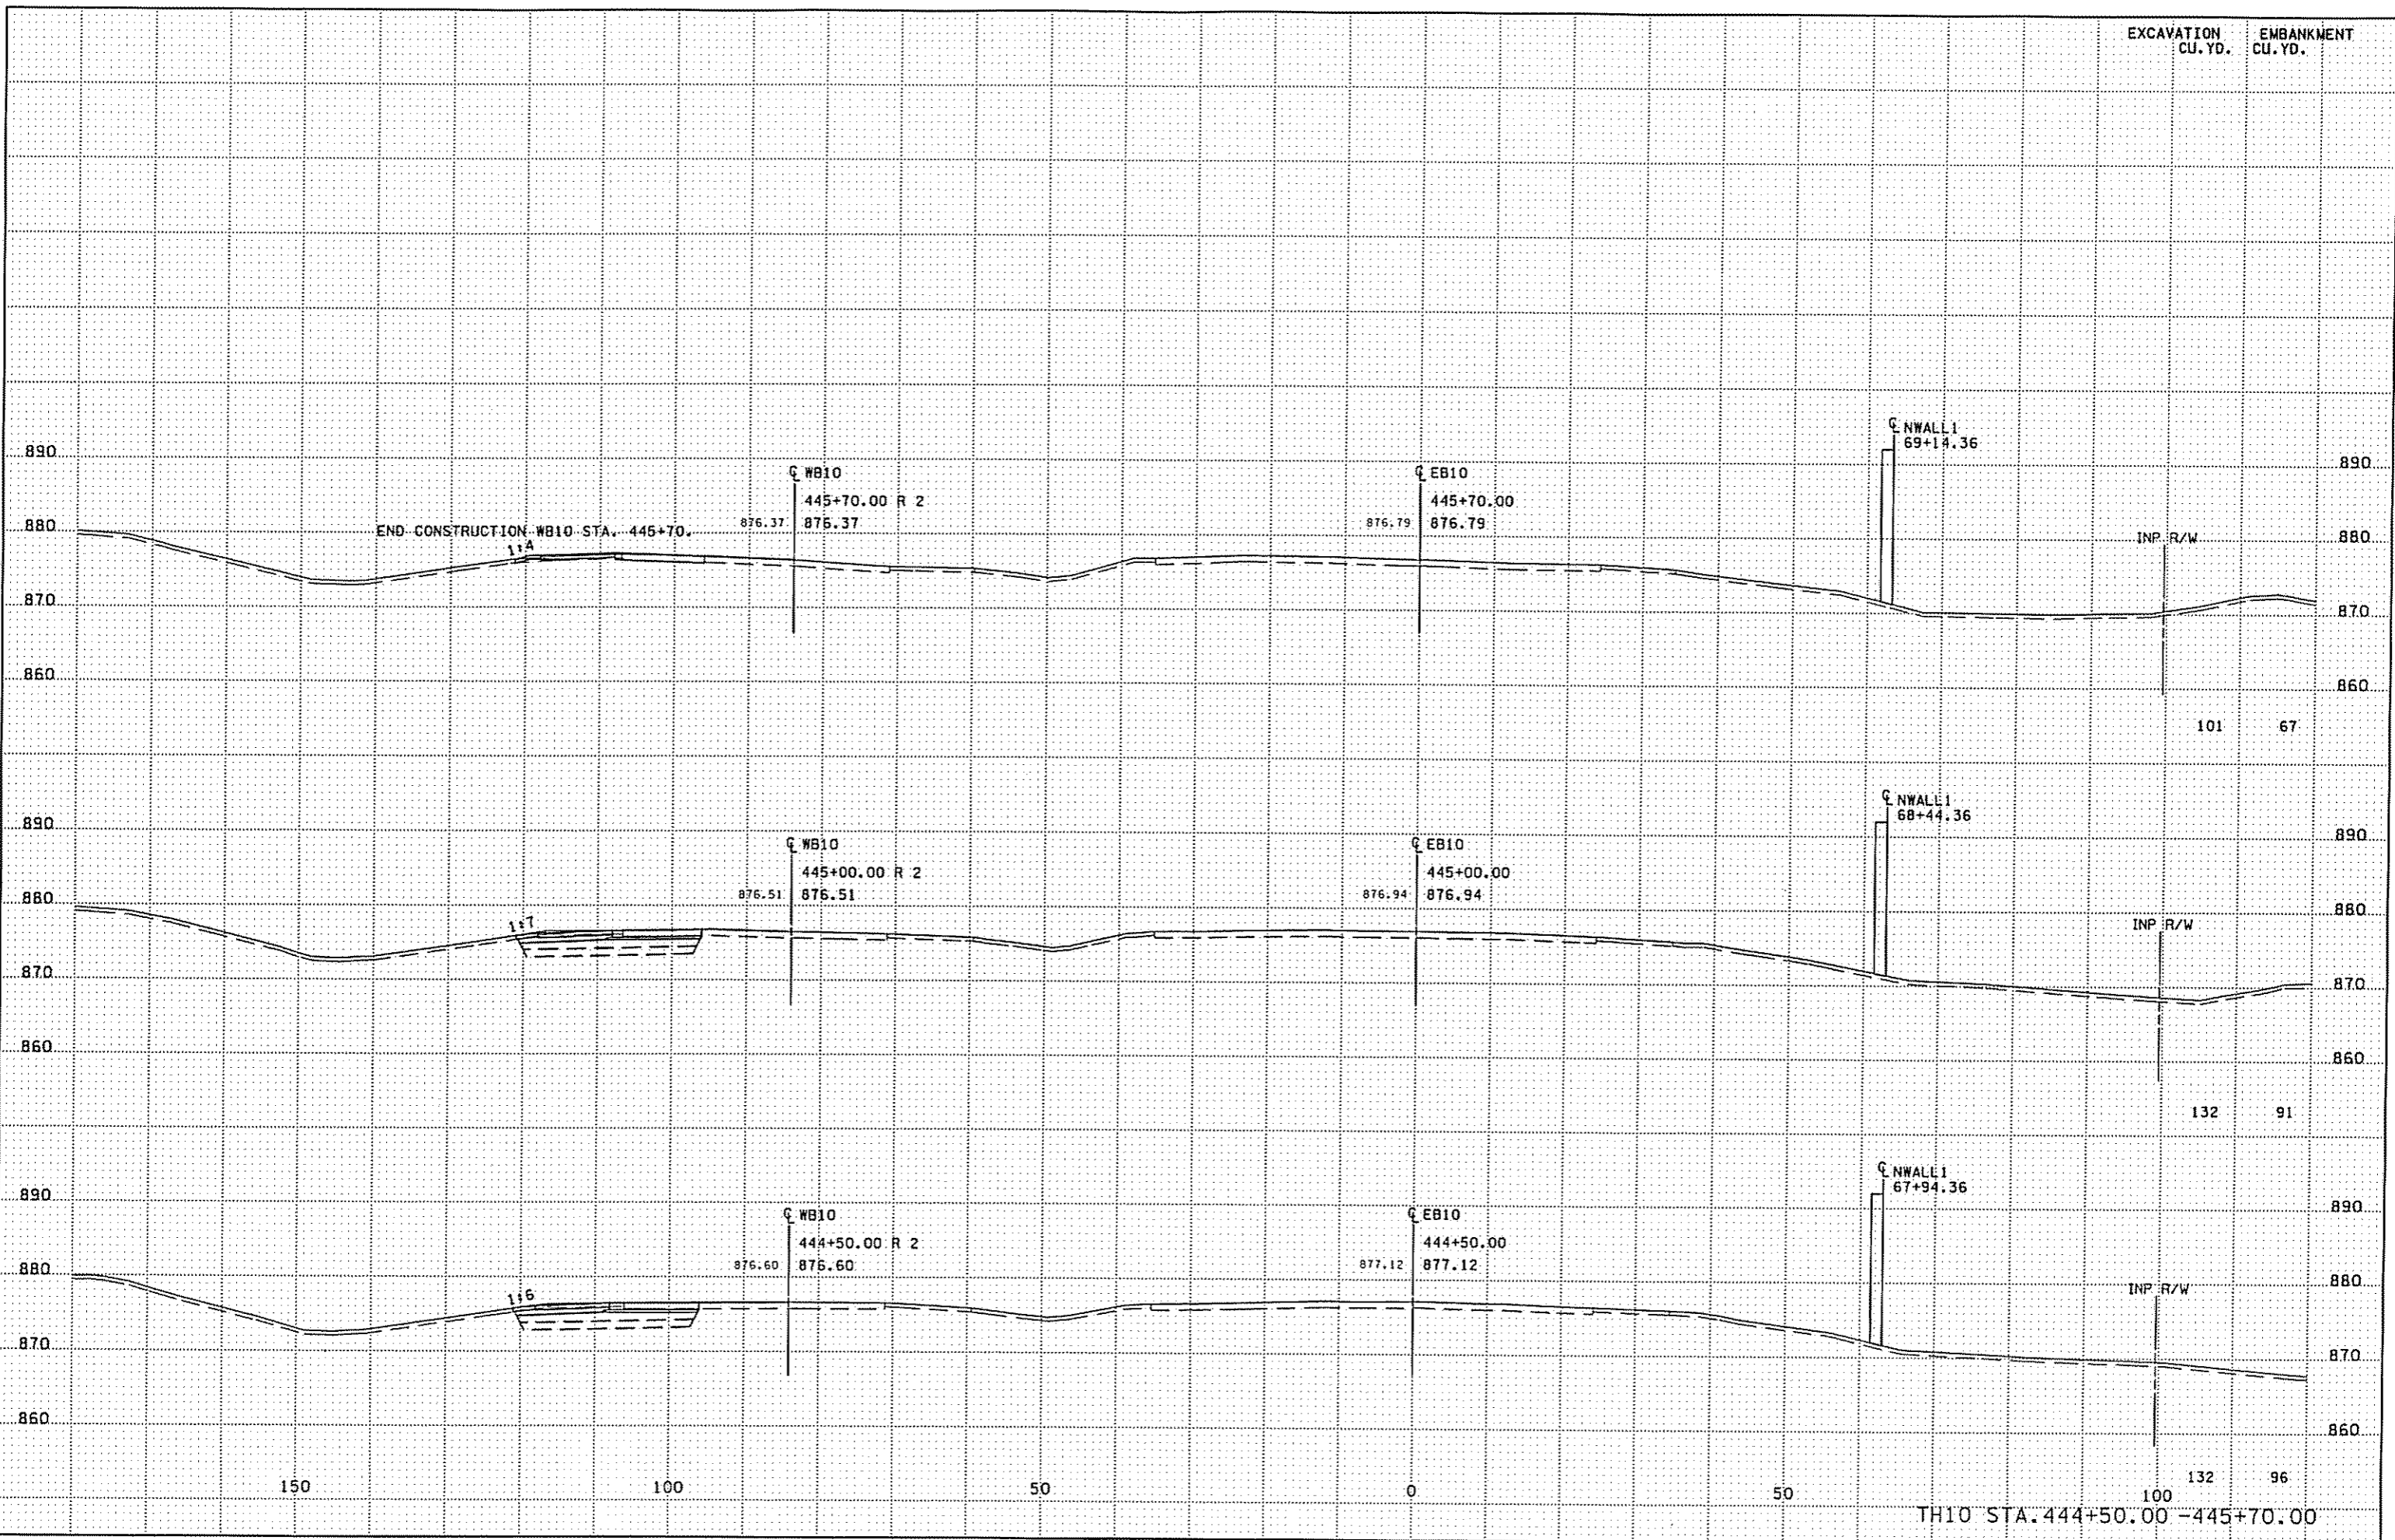 EXCAVATION EMBANKMENT
CU.YD. CU.YD.
℄ NWALL1
69+14.36
890 890
℄ WB10 ℄ EB10
445+70.00 R 2 445+70.00
876.37 876.37 876.79 876.79
880 END CONSTRUCTION WB10 STA. 445+70. 880
INP R/W
1:4
870 870
860 860
101 67
℄ NWALL1
68+44.36
890 890
℄ WB10 ℄ EB10
445+00.00 R 2 445+00.00
876.51 876.51 876.94 876.94
880 880
1:7 INP R/W
870 870
860 860
132 91
℄ NWALL1
67+94.36
890 890
℄ WB10 ℄ EB10
444+50.00 R 2 444+50.00
876.60 876.60 877.12 877.12
880 880
1:6 INP R/W
870 870
860 860
132 96
150 100 50 0 50 100
TH10 STA.444+50.00 -445+70.00